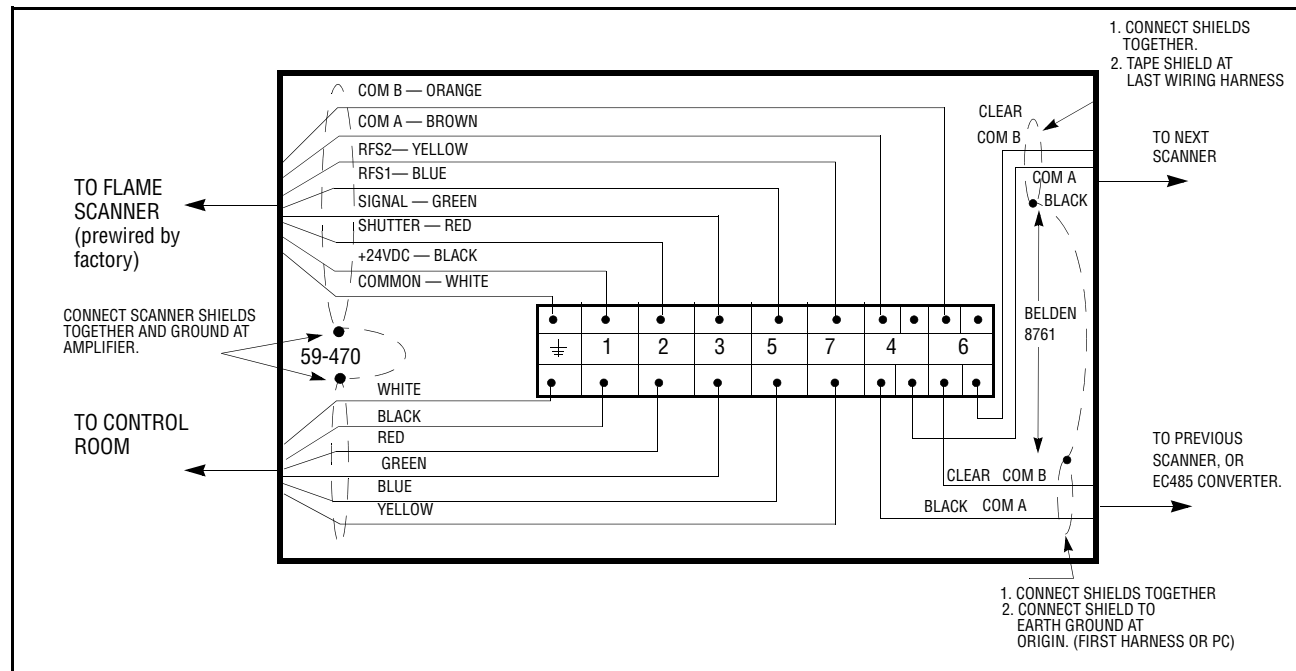 1. CONNECT SHIELDS
TOGETHER.
2. TAPE SHIELD AT
LAST WIRING HARNESS
COM B — ORANGE
COM A — BROWN
RFS2— YELLOW
RFS1— BLUE
SIGNAL — GREEN
SHUTTER — RED
+24VDC — BLACK
COMMON — WHITE
TO FLAME
SCANNER
(prewired by
factory)
CLEAR
COM B
COM A
BLACK
TO NEXT
SCANNER
CONNECT SCANNER SHIELDS
TOGETHER AND GROUND AT
AMPLIFIER.
59-470
1 2 3 5 7 4 6
BELDEN
8761
WHITE
BLACK
RED
GREEN
BLUE
YELLOW
TO CONTROL
ROOM
CLEAR COM B
BLACK COM A
TO PREVIOUS
SCANNER, OR
EC485 CONVERTER.
1. CONNECT SHIELDS TOGETHER
2. CONNECT SHIELD TO
EARTH GROUND AT
ORIGIN. (FIRST HARNESS OR PC)